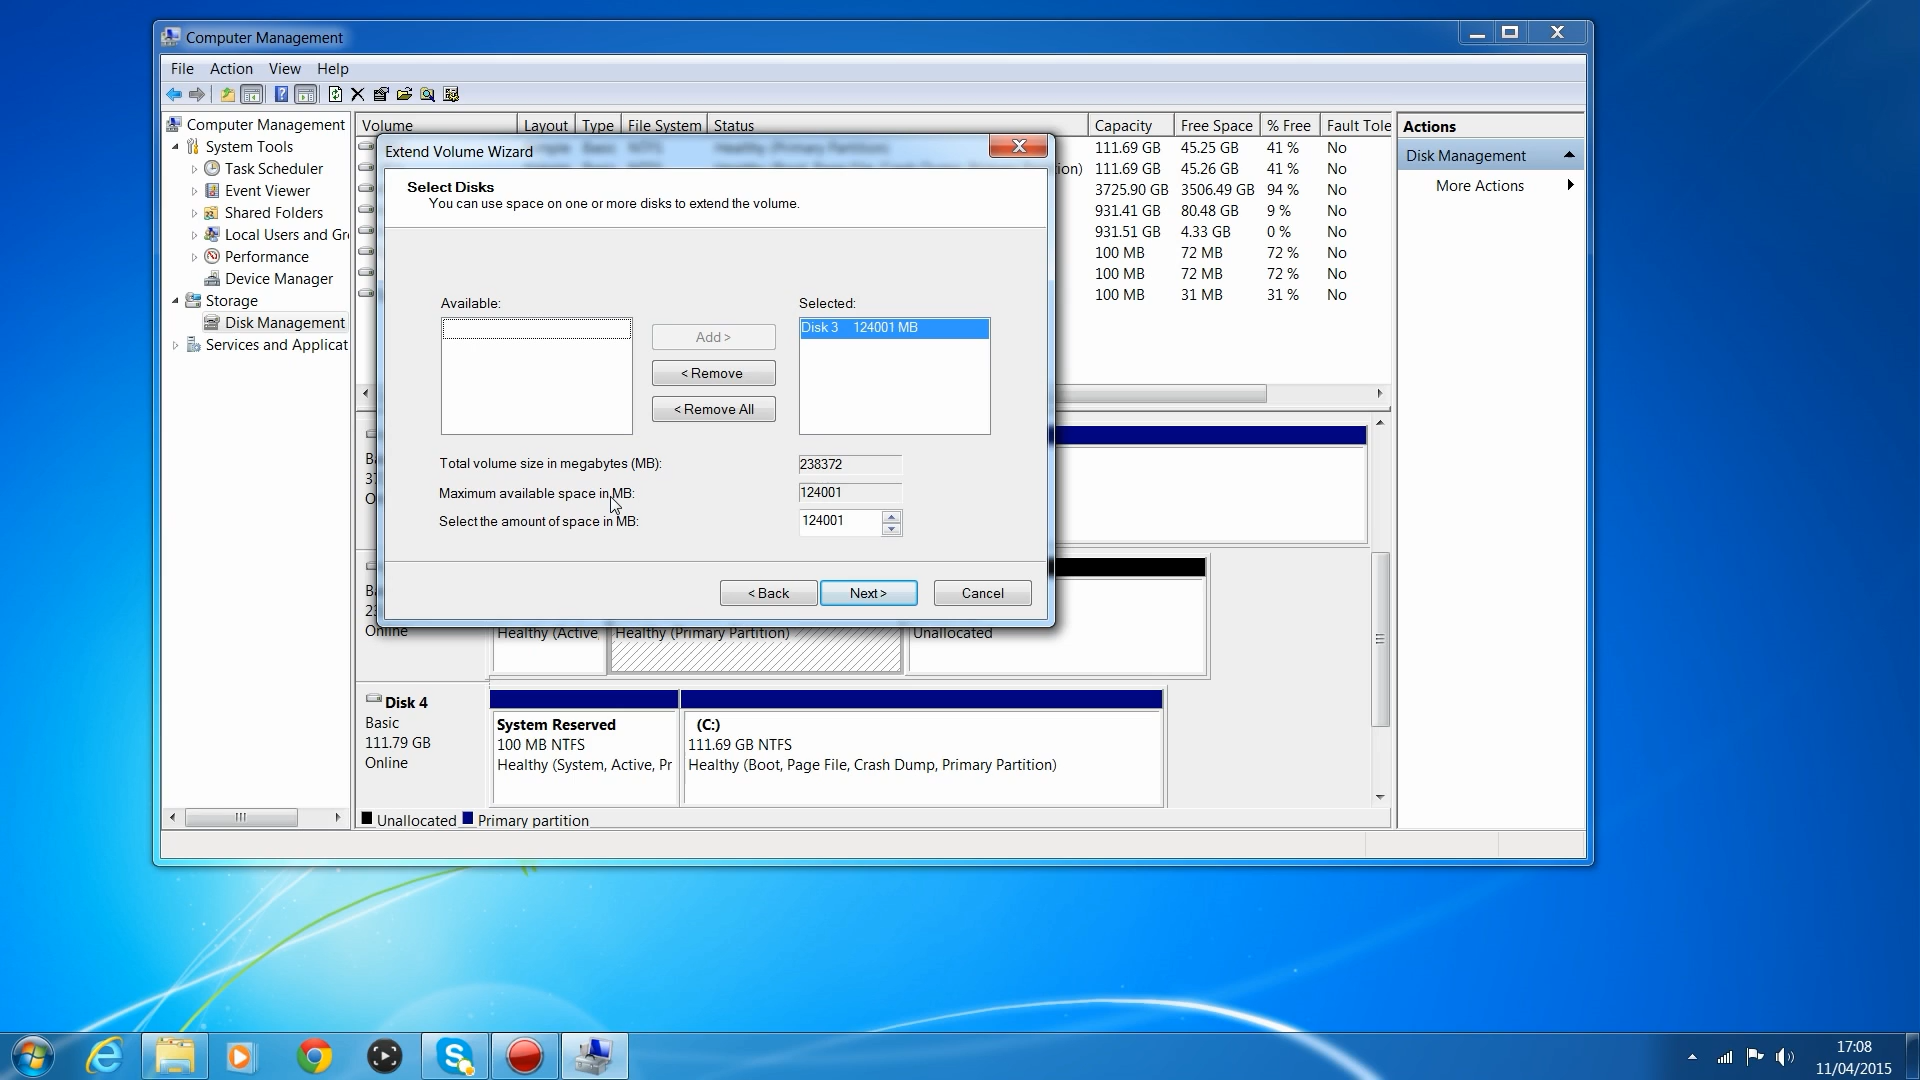 Computer Management
File Action View Help
Computer Management
System Tools
Task Scheduler
Event Viewer
Shared Folders
Local Users and Gr
Performance
Device Manager
Storage
Disk Management
Services and Applicat
Volume Layout Type File System Status Capacity Free Space % Free Fault Tole
111.69 GB 45.25 GB 41 % No
ion) 111.69 GB 45.26 GB 41 % No
3725.90 GB 3506.49 GB 94 % No
931.41 GB 80.48 GB 9 % No
931.51 GB 4.33 GB 0 % No
100 MB 72 MB 72 % No
100 MB 72 MB 72 % No
100 MB 31 MB 31 % No
Actions
Disk Management
More Actions
Extend Volume Wizard
Select Disks
You can use space on one or more disks to extend the volume.
Available:
Selected:
Disk 3 124001 MB
Add >
< Remove
< Remove All
Total volume size in megabytes (MB): 238372
Maximum available space in MB: 124001
Select the amount of space in MB: 124001
< Back
Next >
Cancel
Ba
37
O
Ba
23
Online
Healthy (Active
Healthy (Primary Partition)
Unallocated
Disk 4
Basic
111.79 GB
Online
System Reserved
100 MB NTFS
Healthy (System, Active, Pr
(C:)
111.69 GB NTFS
Healthy (Boot, Page File, Crash Dump, Primary Partition)
Unallocated Primary partition
17:08
11/04/2015